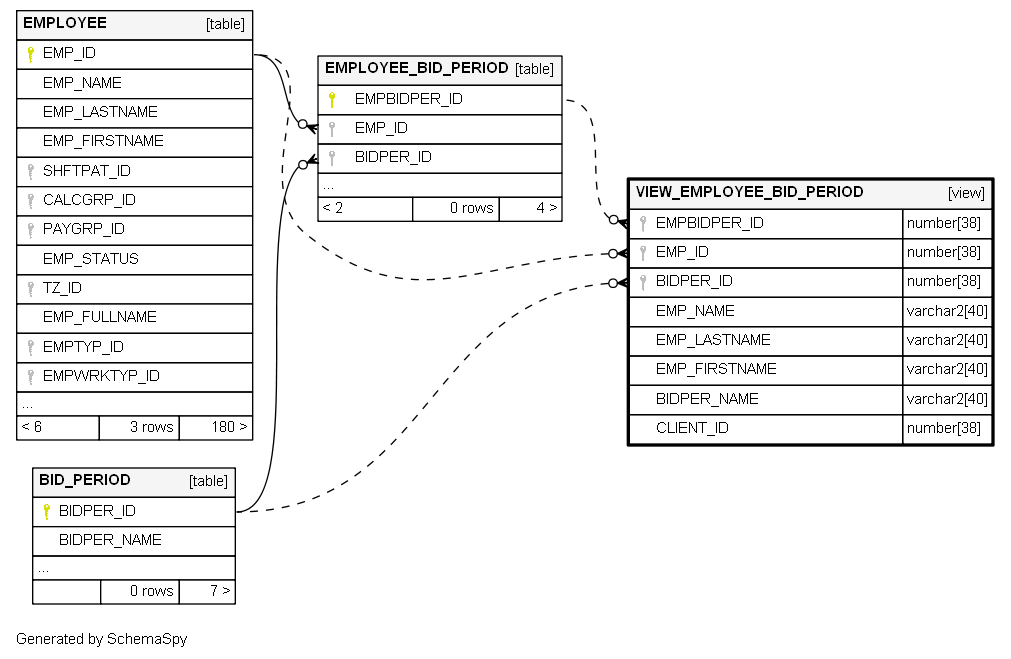 EMPLOYEE [table]
EMP_ID
EMP_NAME
EMP_LASTNAME
EMP_FIRSTNAME
SHFTPAT_ID
CALCGRP_ID
PAYGRP_ID
EMP_STATUS
TZ_ID
EMP_FULLNAME
EMPTYP_ID
EMPWRKTYP_ID
...
< 6 3 rows 180 >
EMPLOYEE_BID_PERIOD [table]
EMPBIDPER_ID
EMP_ID
BIDPER_ID
...
< 2 0 rows 4 >
VIEW_EMPLOYEE_BID_PERIOD [view]
EMPBIDPER_ID number[38]
EMP_ID number[38]
BIDPER_ID number[38]
EMP_NAME varchar2[40]
EMP_LASTNAME varchar2[40]
EMP_FIRSTNAME varchar2[40]
BIDPER_NAME varchar2[40]
CLIENT_ID number[38]
BID_PERIOD [table]
BIDPER_ID
BIDPER_NAME
...
0 rows 7 >
Generated by SchemaSpy